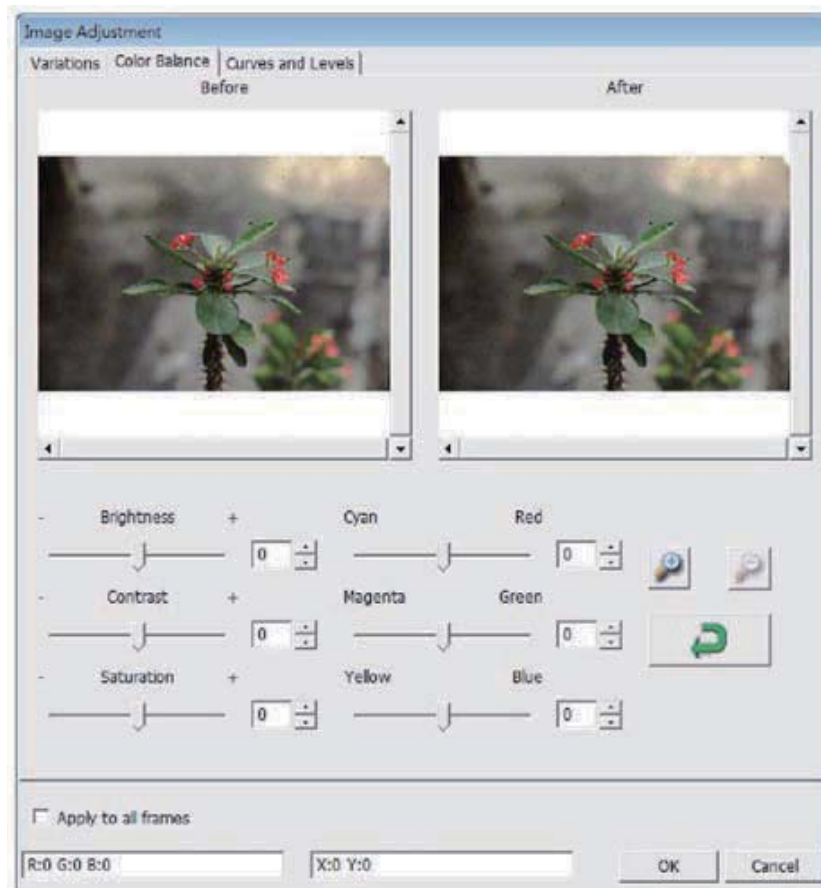 Image Adjustment
Variations Color Balance Curves and Levels
Before After
- Brightness + 0 Cyan Red 0
- Contrast + 0 Magenta Green 0
- Saturation + 0 Yellow Blue 0
Apply to all frames
R:0 G:0 B:0 X:0 Y:0 OK Cancel